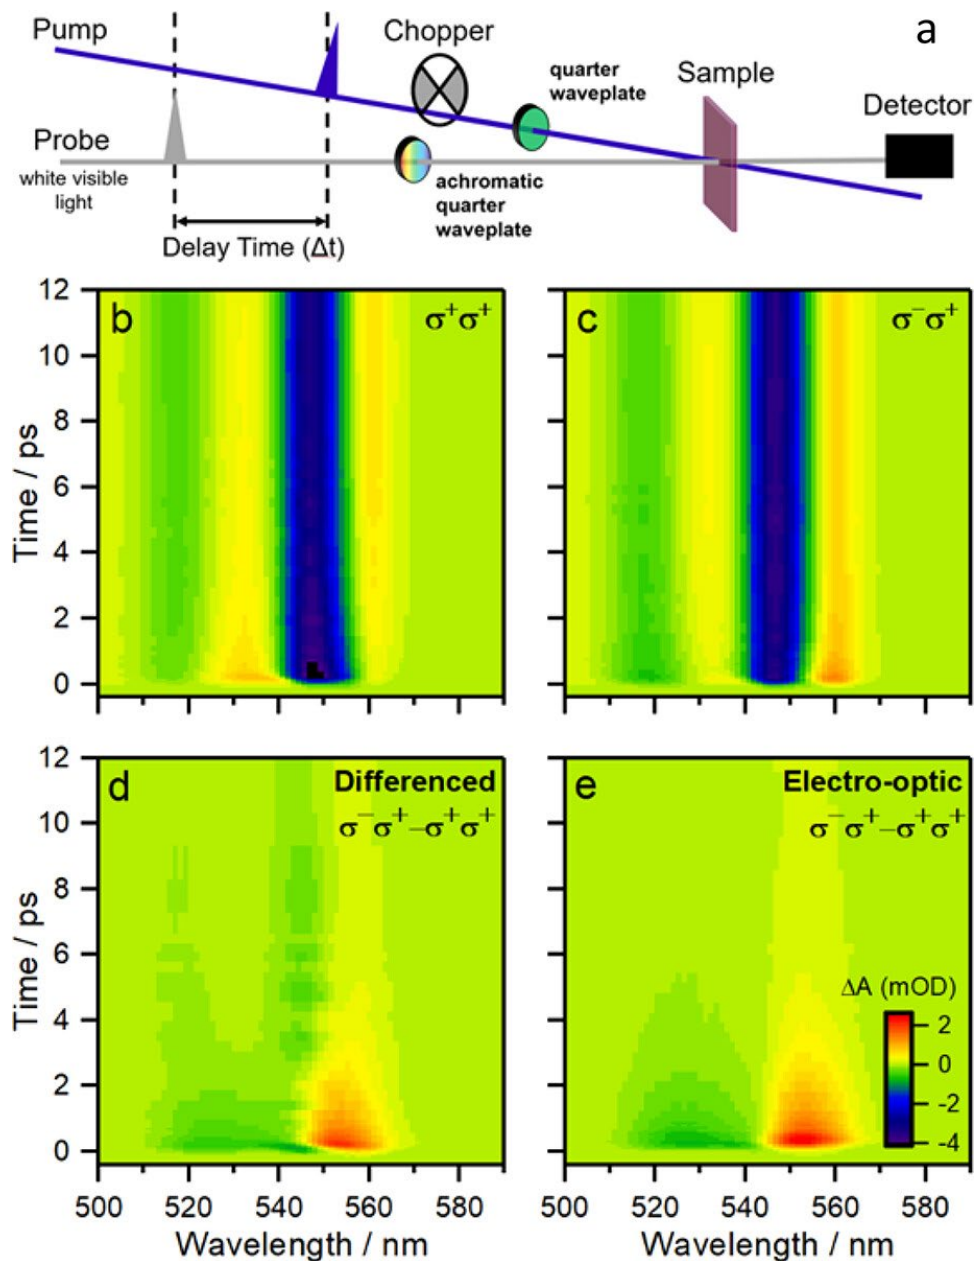 a
Pump
Chopper
quarter
waveplate
Sample
Detector
Probe
white visible
light
achromatic
quarter
waveplate
Delay Time (Δt)
b
σ⁺σ⁺
c
σ⁻σ⁺
12
10
8
6
4
2
0
Time / ps
d
Differenced
σ⁻σ⁺–σ⁺σ⁺
e
Electro-optic
σ⁻σ⁺–σ⁺σ⁺
12
10
8
6
4
2
0
Time / ps
ΔA (mOD)
2
0
-2
-4
500 520 540 560 580
500 520 540 560 580
Wavelength / nm
Wavelength / nm